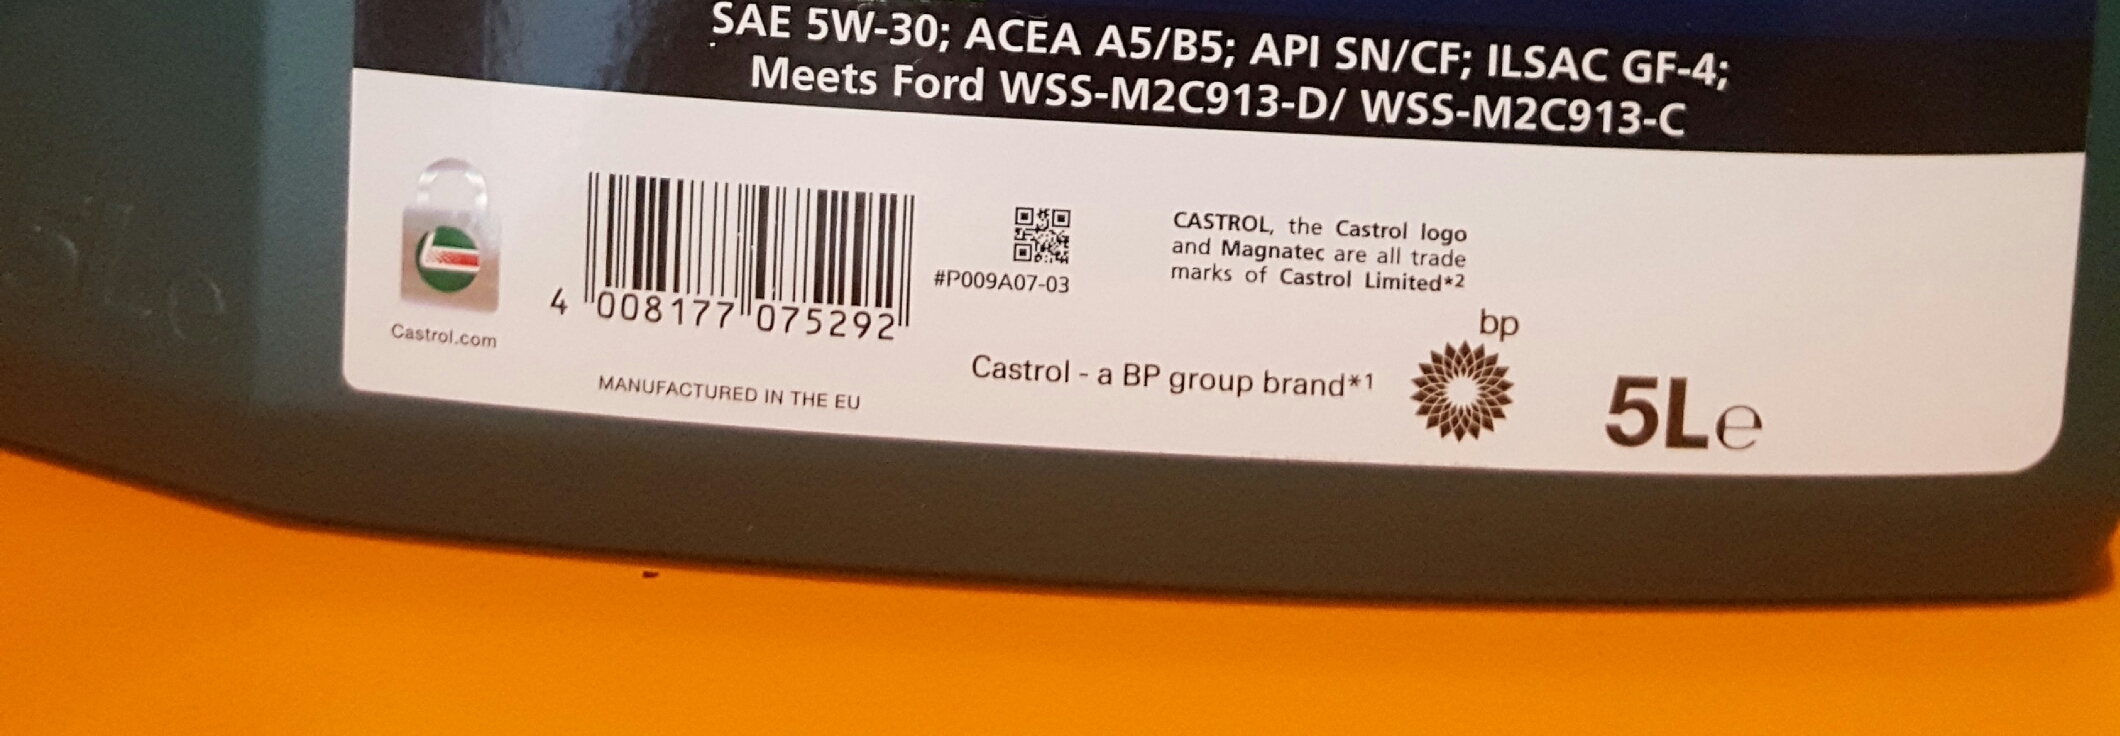 SAE 5W-30; ACEA A5/B5; API SN/CF; ILSAC GF-4;
Meets Ford WSS-M2C913-D/ WSS-M2C913-C
Castrol.com
4 008177 075292
MANUFACTURED IN THE EU
#P009A07-03
CASTROL, the Castrol logo
and Magnatec are all trade
marks of Castrol Limited*2
Castrol - a BP group brand*1
bp
5Le
5Le